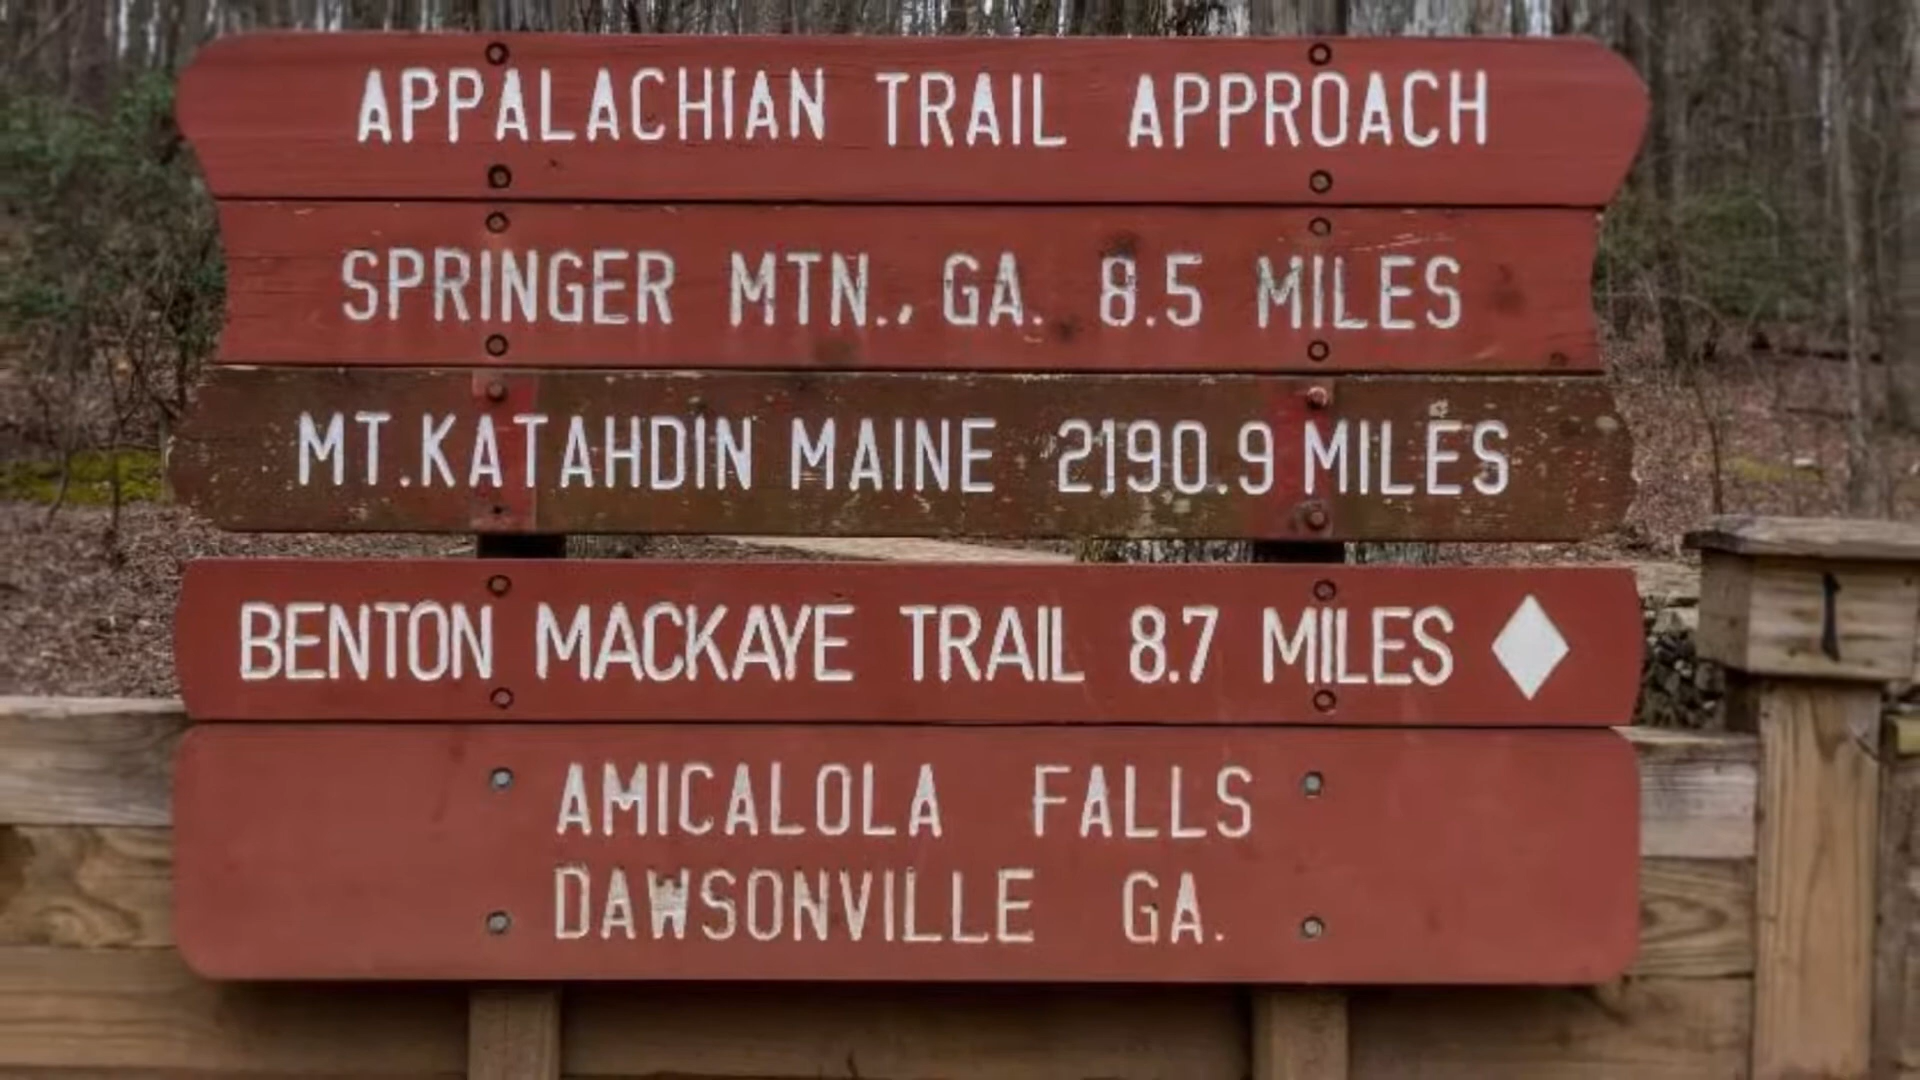 APPALACHIAN TRAIL APPROACH
SPRINGER MTN., GA. 8.5 MILES
MT.KATAHDIN MAINE 2190.9 MILES
BENTON MACKAYE TRAIL 8.7 MILES
AMICALOLA FALLS
DAWSONVILLE GA.
1